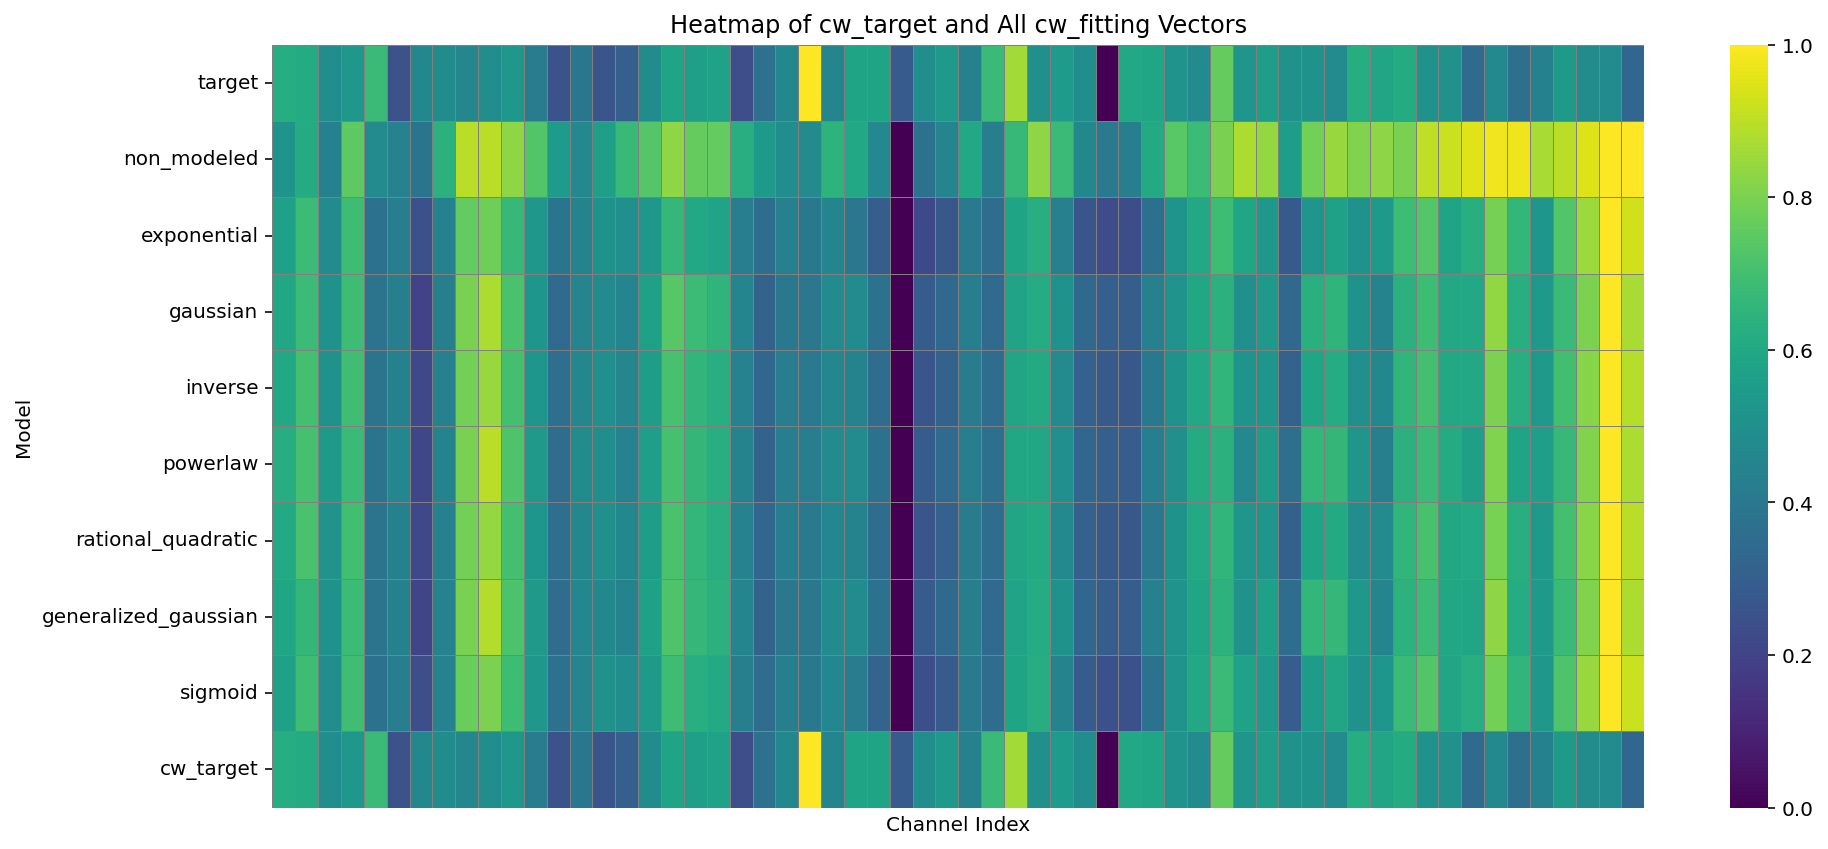 Heatmap of cw_target and All cw_fitting Vectors
target
non_modeled
exponential
gaussian
inverse
powerlaw
rational_quadratic
generalized_gaussian
sigmoid
cw_target
Model
Channel Index
1.0
0.8
0.6
0.4
0.2
0.0